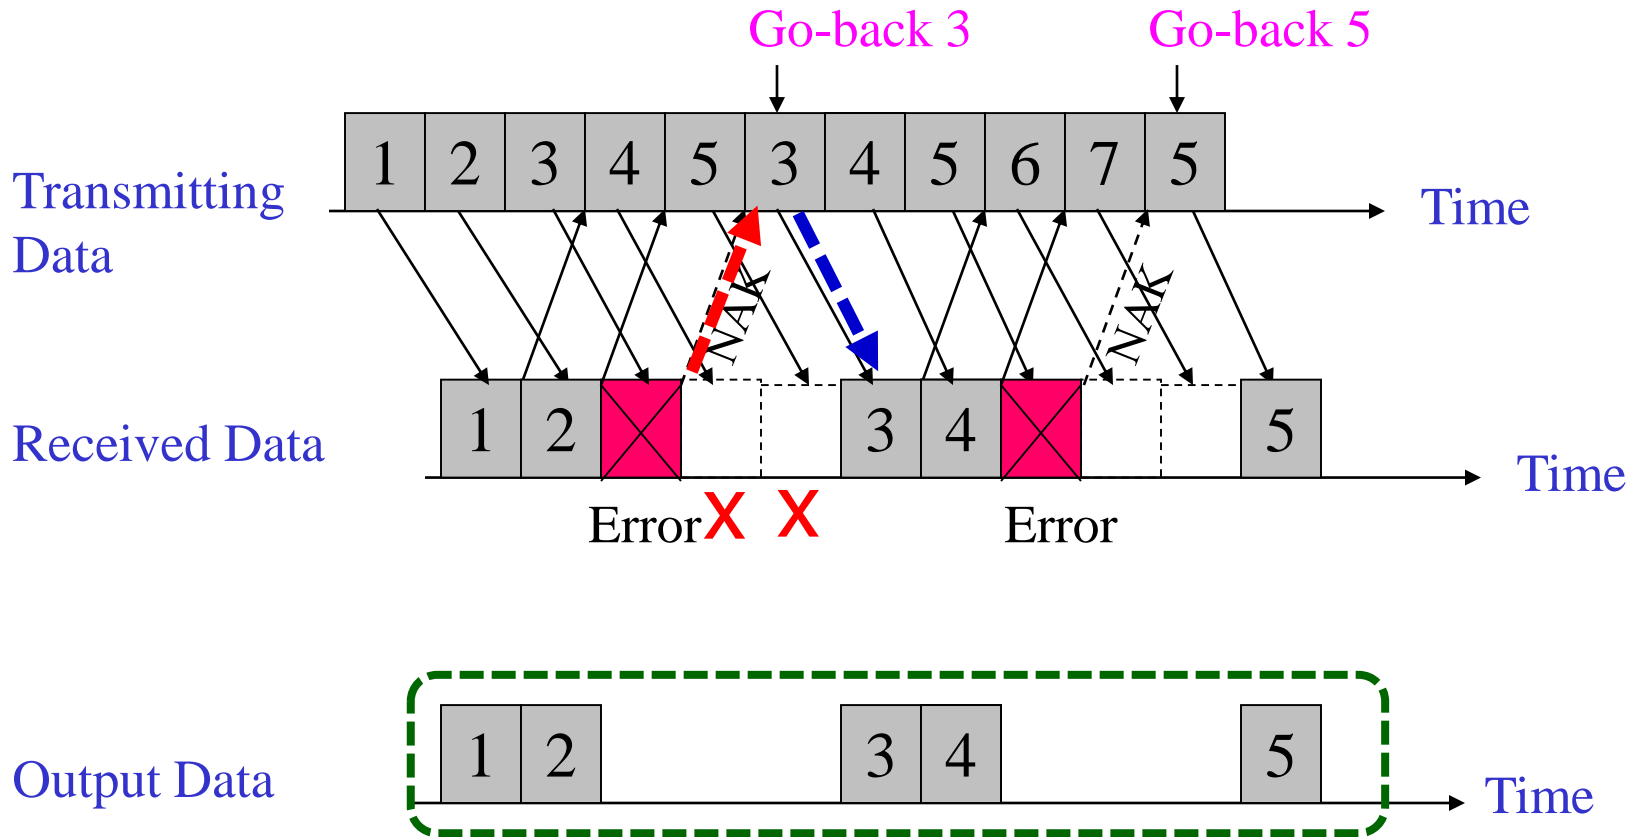 Go-back 3 Go-back 5
1 2 3 4 5 3 4 5 6 7 5
Transmitting
Data
Time
NAK NAK
1 2 3 4 5
Received Data
Time
Error X X Error
1 2 3 4 5
Output Data
Time